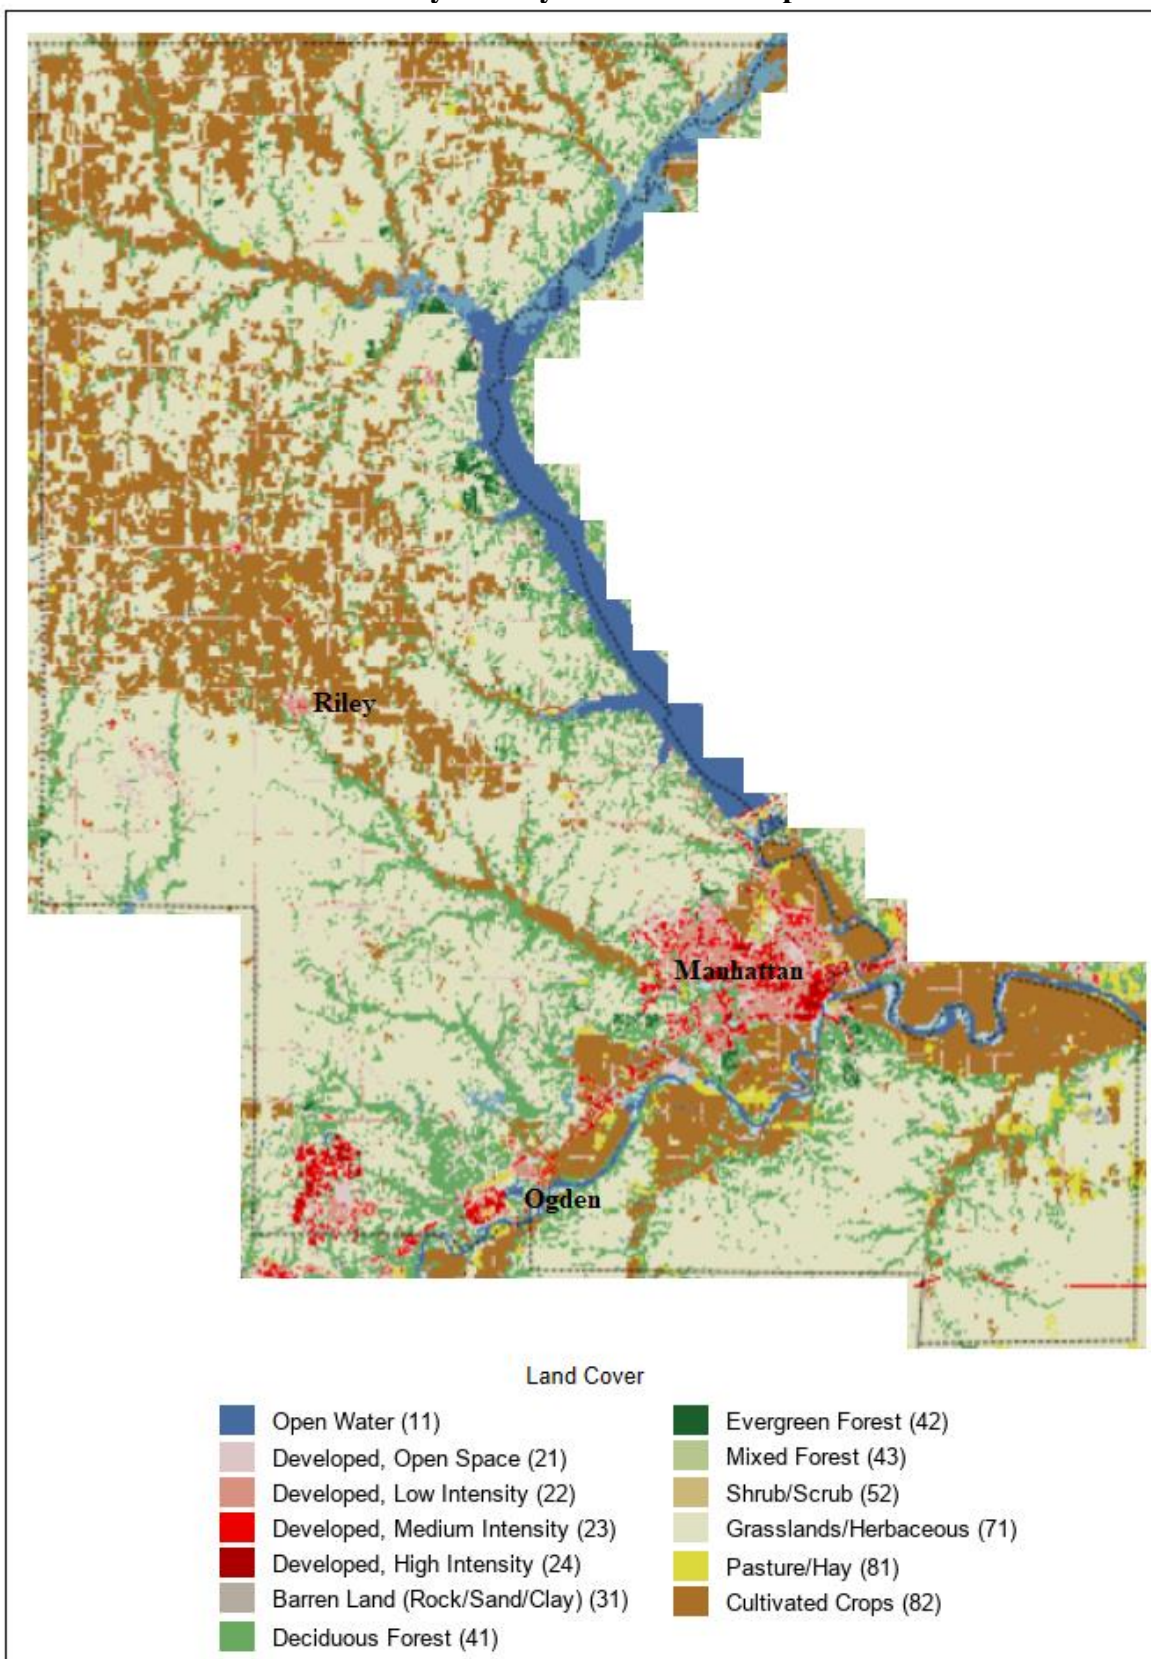 Riley
Manhattan
Ogden
Land Cover
Open Water (11)
Developed, Open Space (21)
Developed, Low Intensity (22)
Developed, Medium Intensity (23)
Developed, High Intensity (24)
Barren Land (Rock/Sand/Clay) (31)
Deciduous Forest (41)
Evergreen Forest (42)
Mixed Forest (43)
Shrub/Scrub (52)
Grasslands/Herbaceous (71)
Pasture/Hay (81)
Cultivated Crops (82)